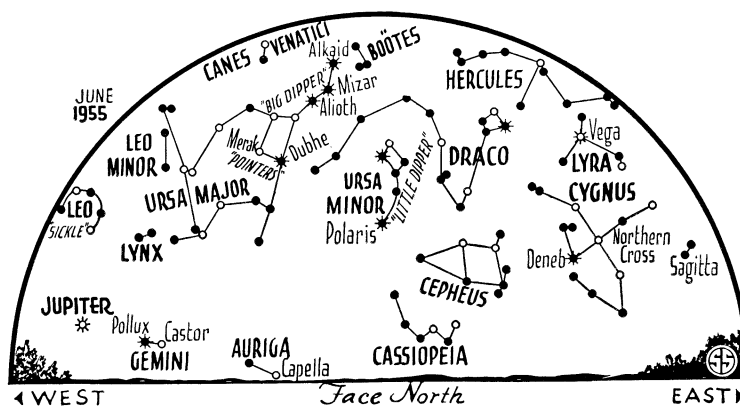 CANES VENATICI
Alkaid
BOÖTES
HERCULES
JUNE
1955
"BIG DIPPER"
Mizar
Alioth
LEO
MINOR
Merak
"POINTERS"
Dubhe
URSA MAJOR
URSA
MINOR
"LITTLE DIPPER"
Polaris
DRACO
Vega
LYRA
CYGNUS
LEO
"SICKLE"
LYNX
Deneb
Northern
Cross
Sagitta
CEPHEUS
JUPITER
Pollux
Castor
GEMINI
AURIGA
Capella
CASSIOPEIA
WEST
Face North
EAST